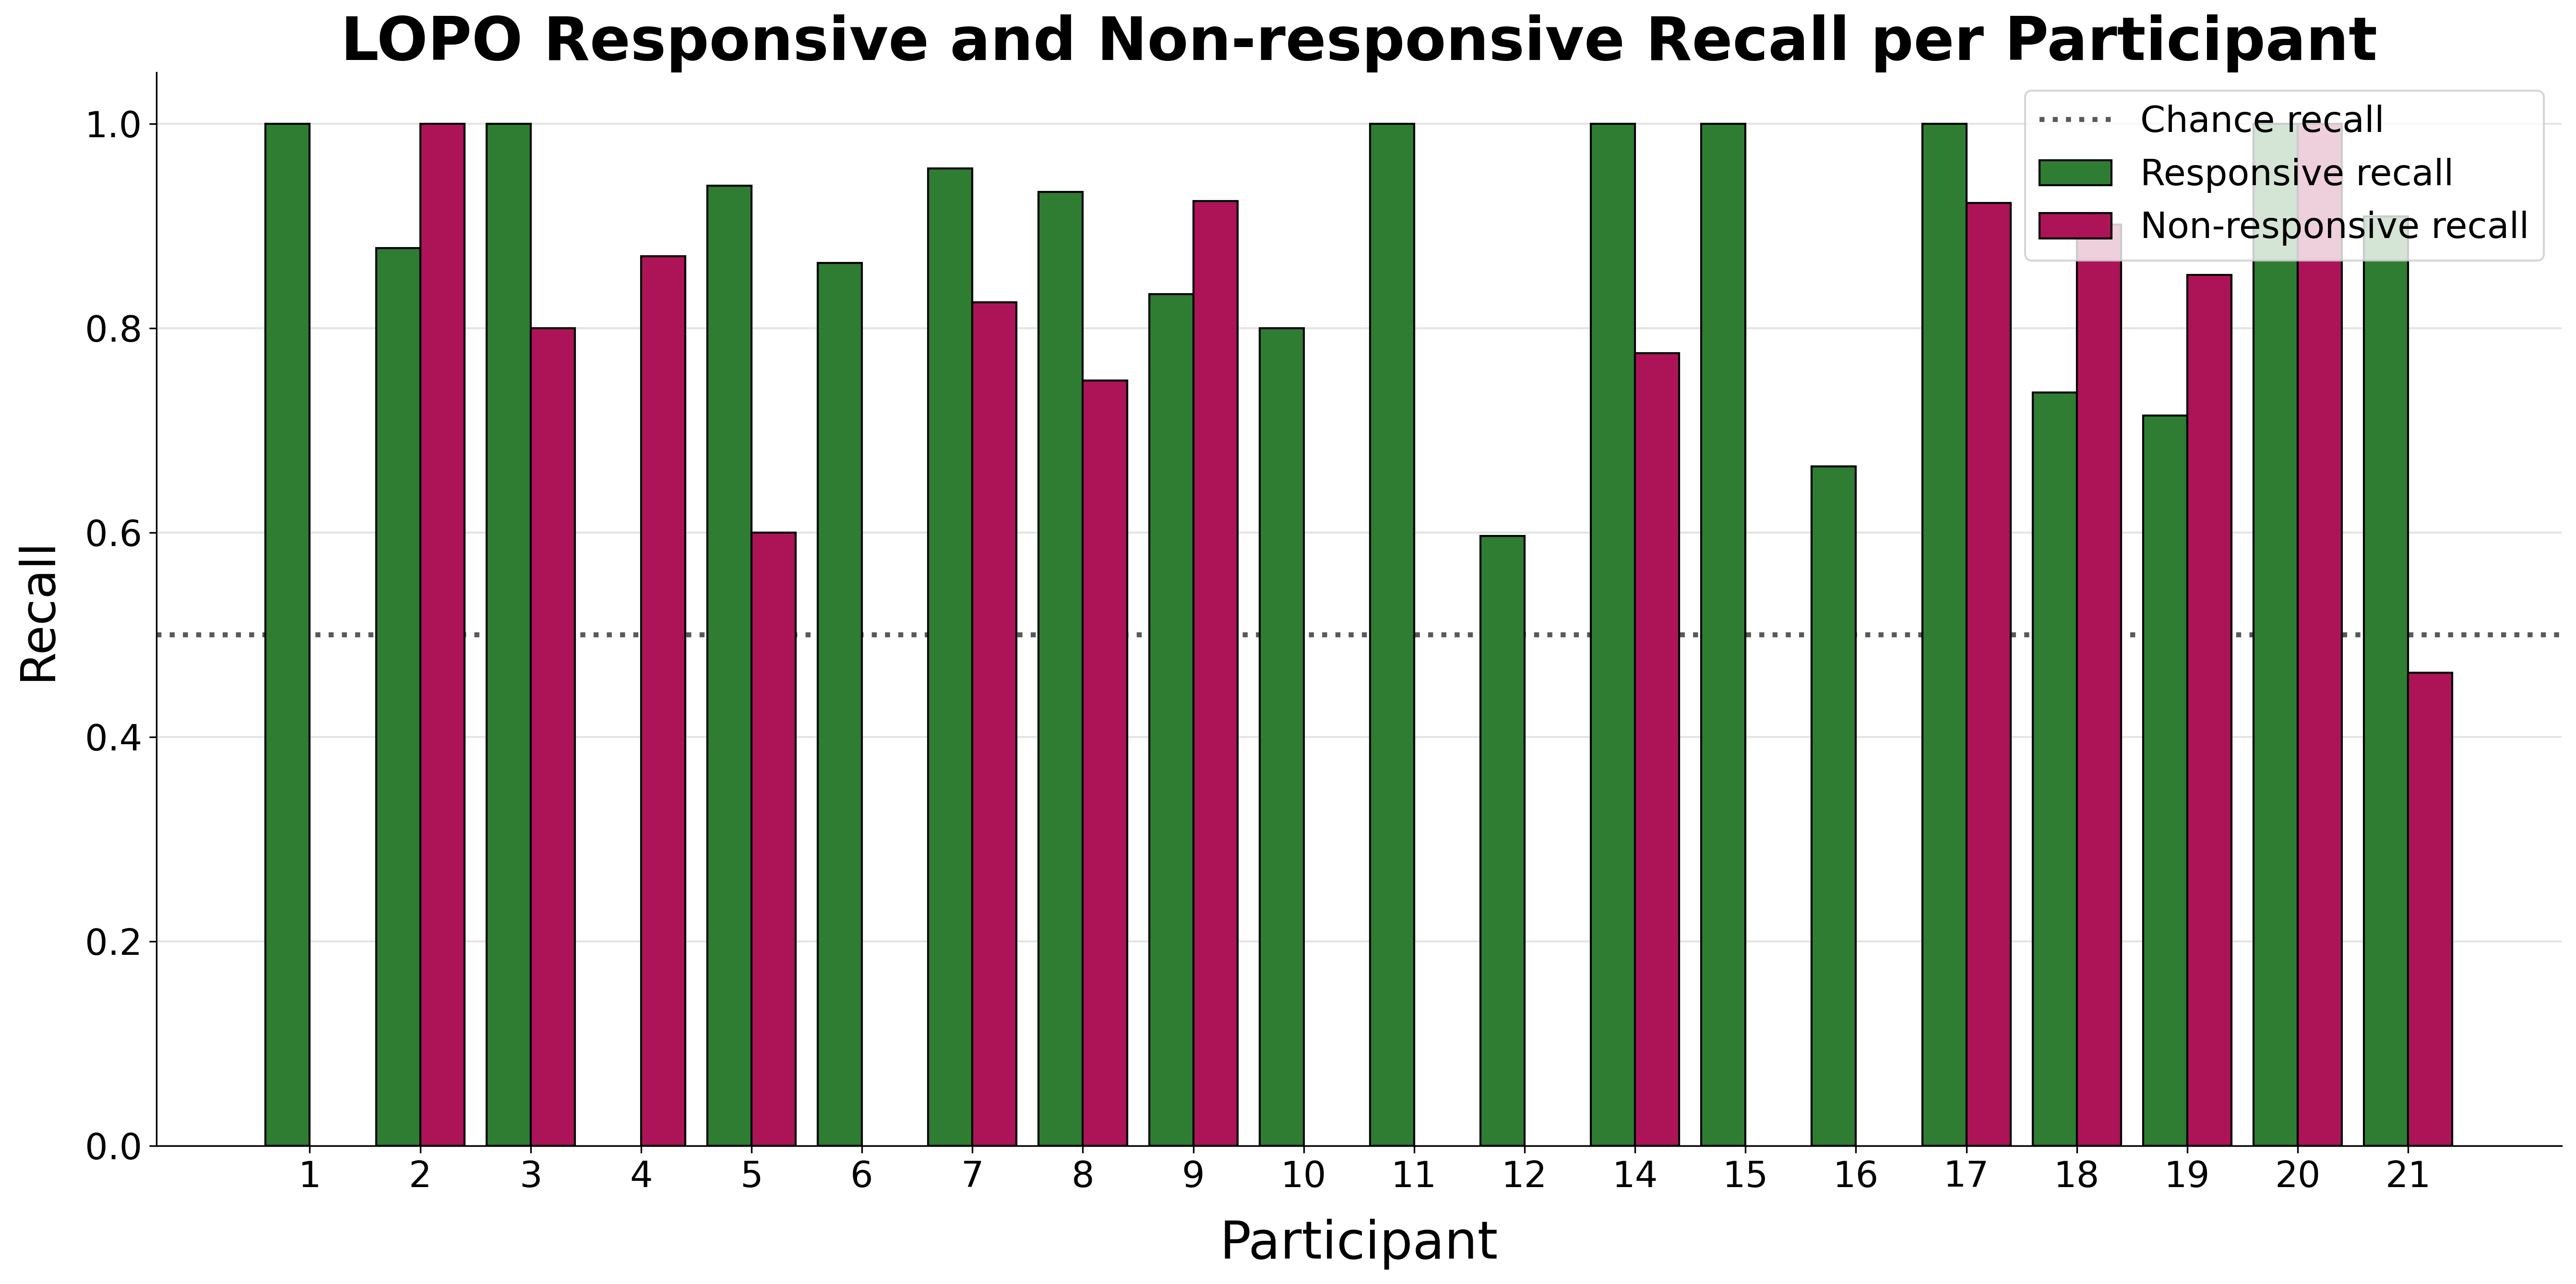 LOPO Responsive and Non-responsive Recall per Participant
Chance recall
Responsive recall
Non-responsive recall
Recall
1.0
0.8
0.6
0.4
0.2
0.0
1 2 3 4 5 6 7 8 9 10 11 12 14 15 16 17 18 19 20 21
Participant